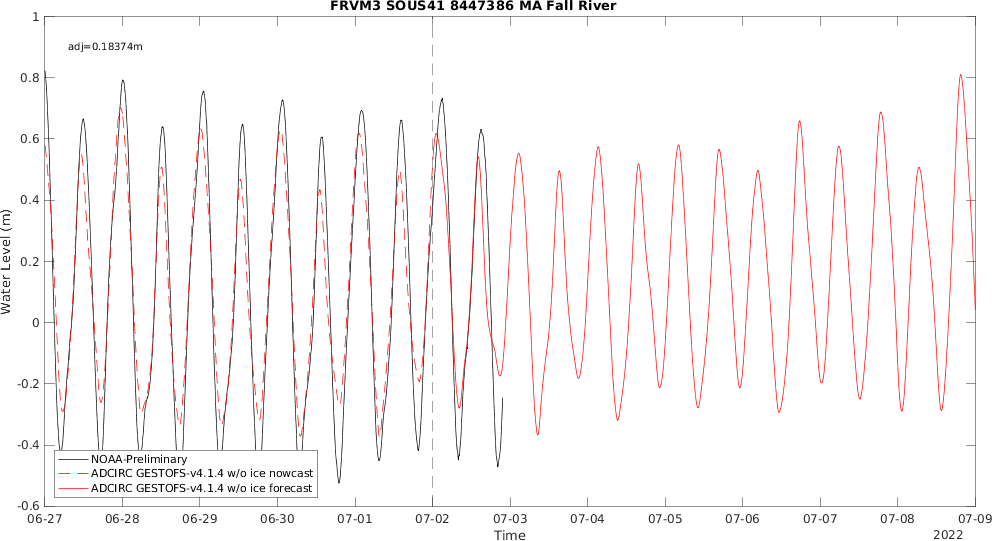 FRVM3 SOUS41 8447386 MA Fall River
adj=0.18374m
Water Level (m)
1
0.8
0.6
0.4
0.2
0
-0.2
-0.4
-0.6
NOAA-Preliminary
ADCIRC GESTOFS-v4.1.4 w/o ice nowcast
ADCIRC GESTOFS-v4.1.4 w/o ice forecast
06-27 06-28 06-29 06-30 07-01 07-02 07-03 07-04 07-05 07-06 07-07 07-08 07-09
Time
2022